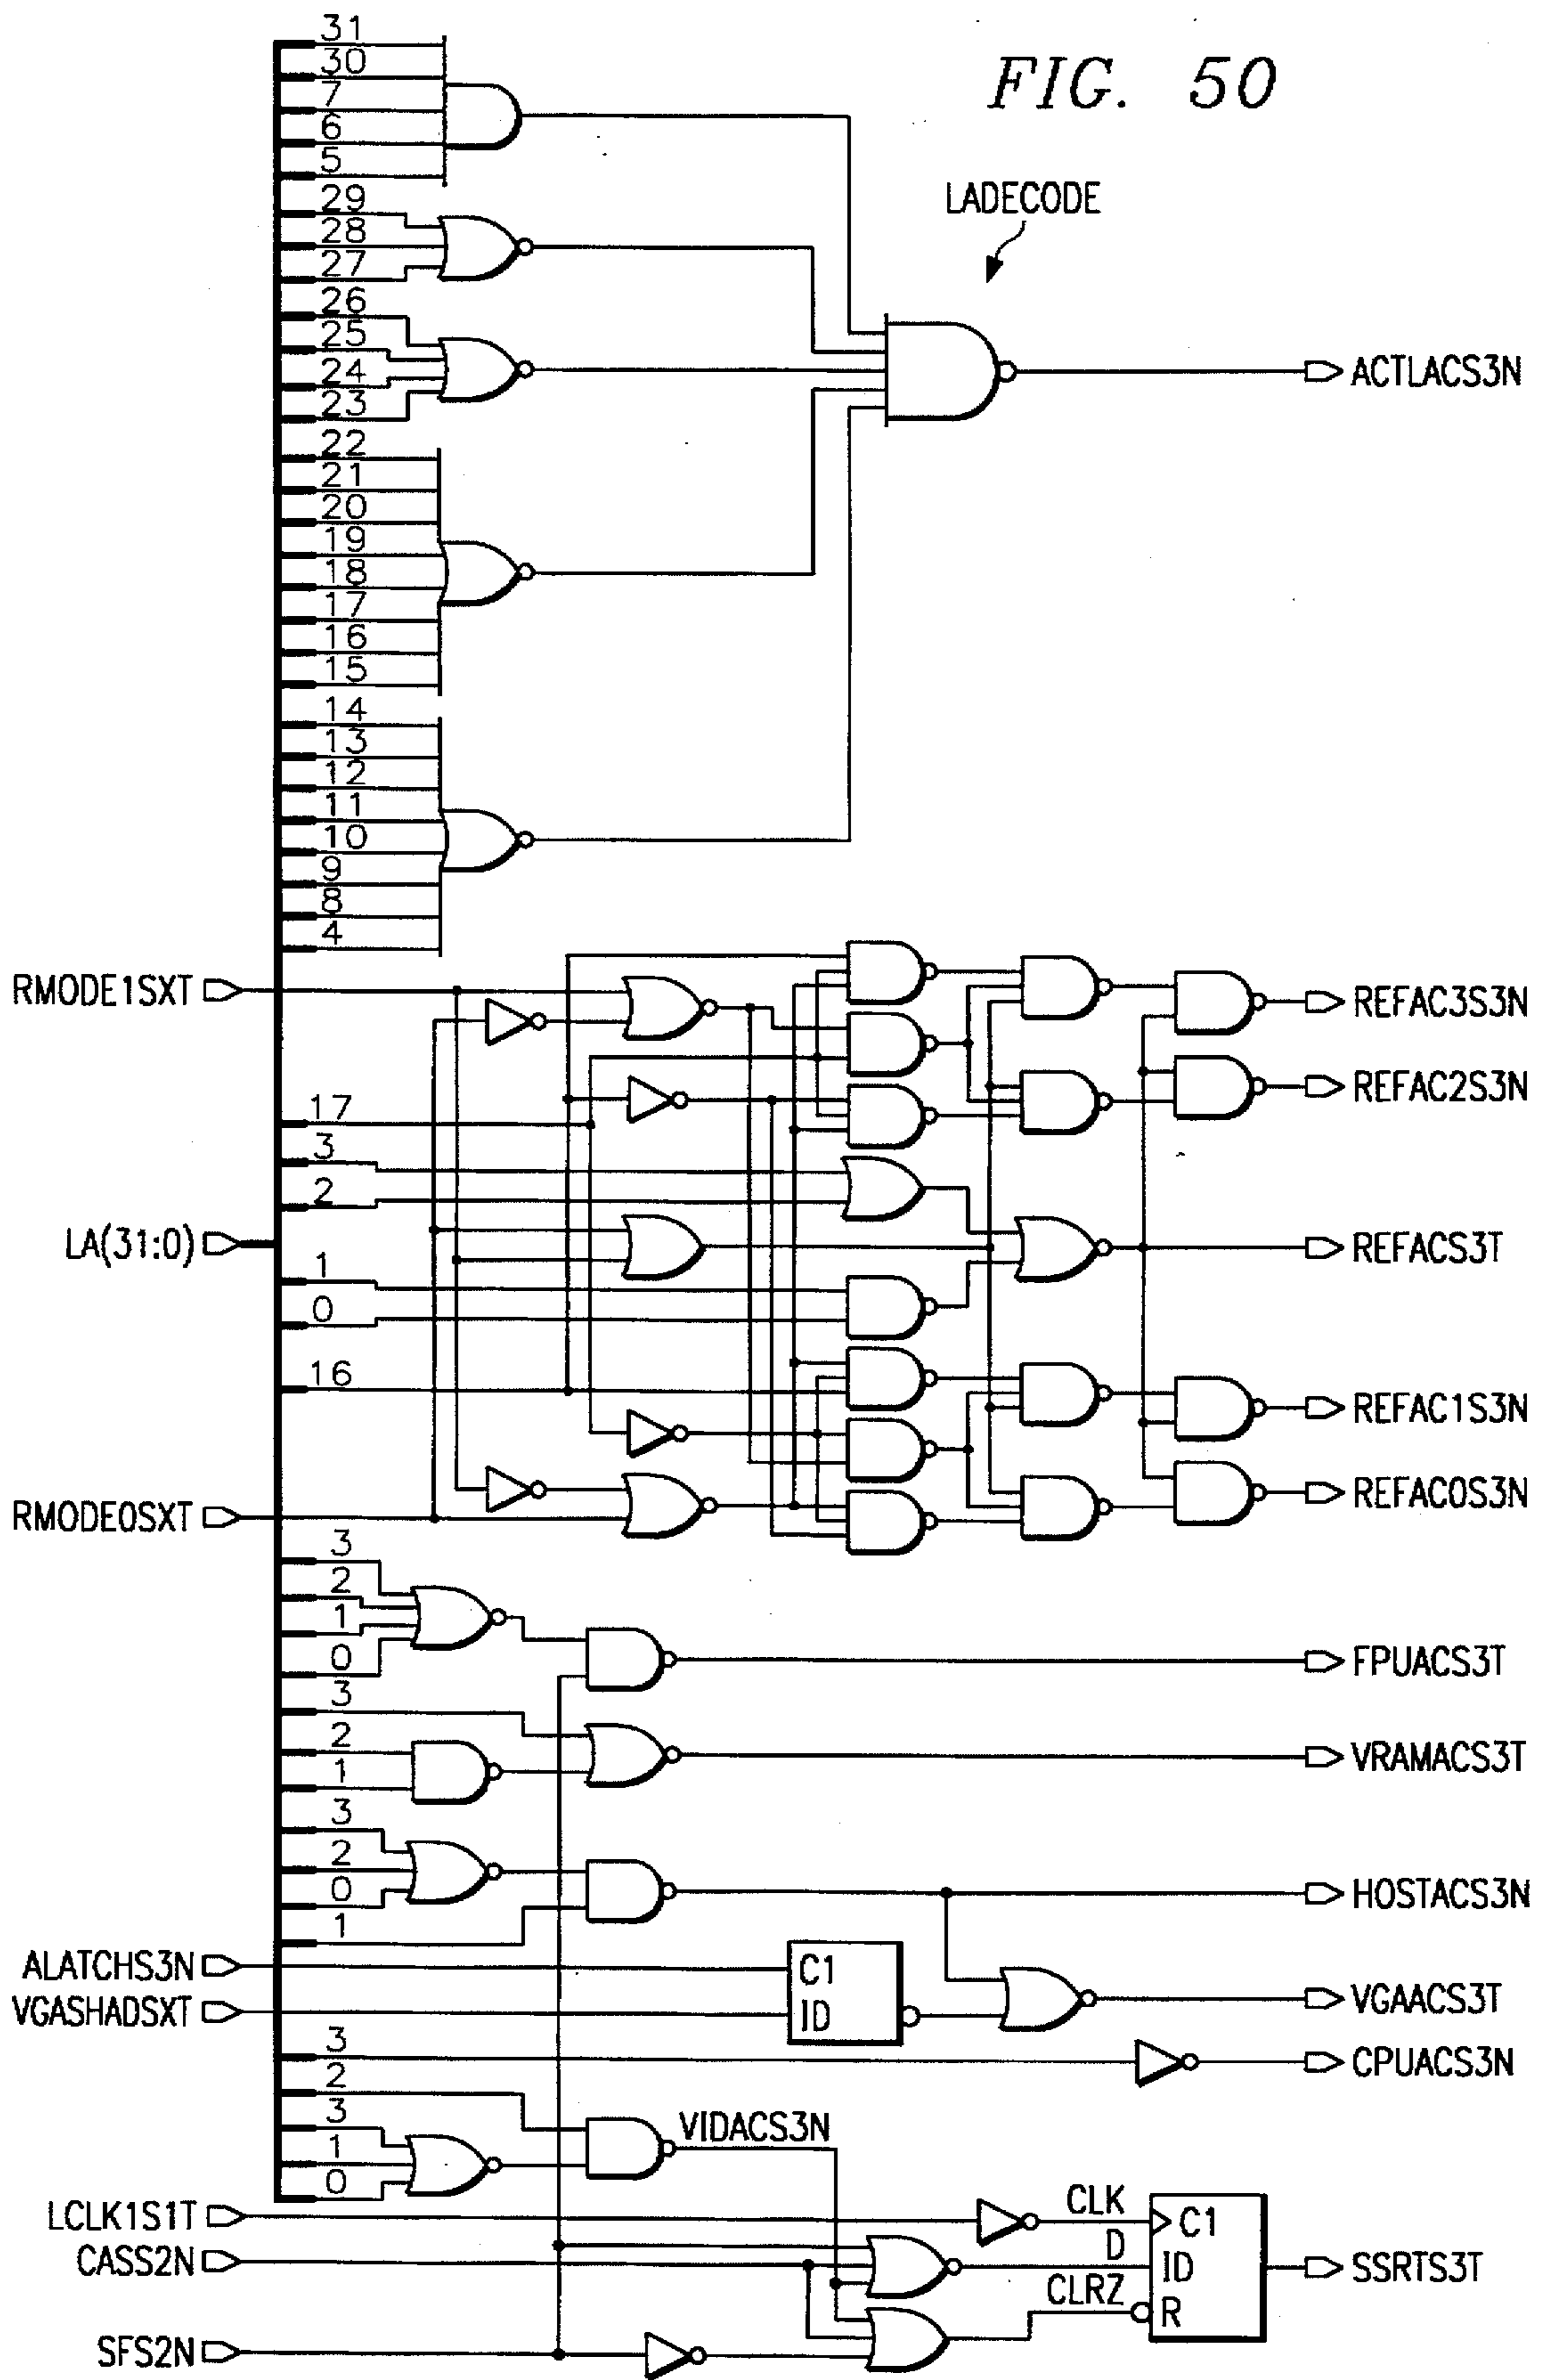 FIG. 50
31
30
7
6
5
29
28
27
26
25
24
23
22
21
20
19
18
17
16
15
14
13
12
11
10
9
8
4
LADECODE
ACTLACS3N
RMODE1SXT
REFAC3S3N
REFAC2S3N
17
3
2
LA(31:0)
REFACS3T
1
0
16
REFAC1S3N
REFAC0S3N
RMODE0SXT
3
2
1
0
FPUACS3T
3
2
1
VRAMACS3T
3
2
0
1
HOSTACS3N
ALATCHS3N
C1
VGASHADSXT
ID
VGAACS3T
3
CPUACS3N
2
3
1
0
VIDACS3N
LCLK1S1T
CLK
C1
CASS2N
D
ID
SSRTS3T
CLRZ
R
SFS2N